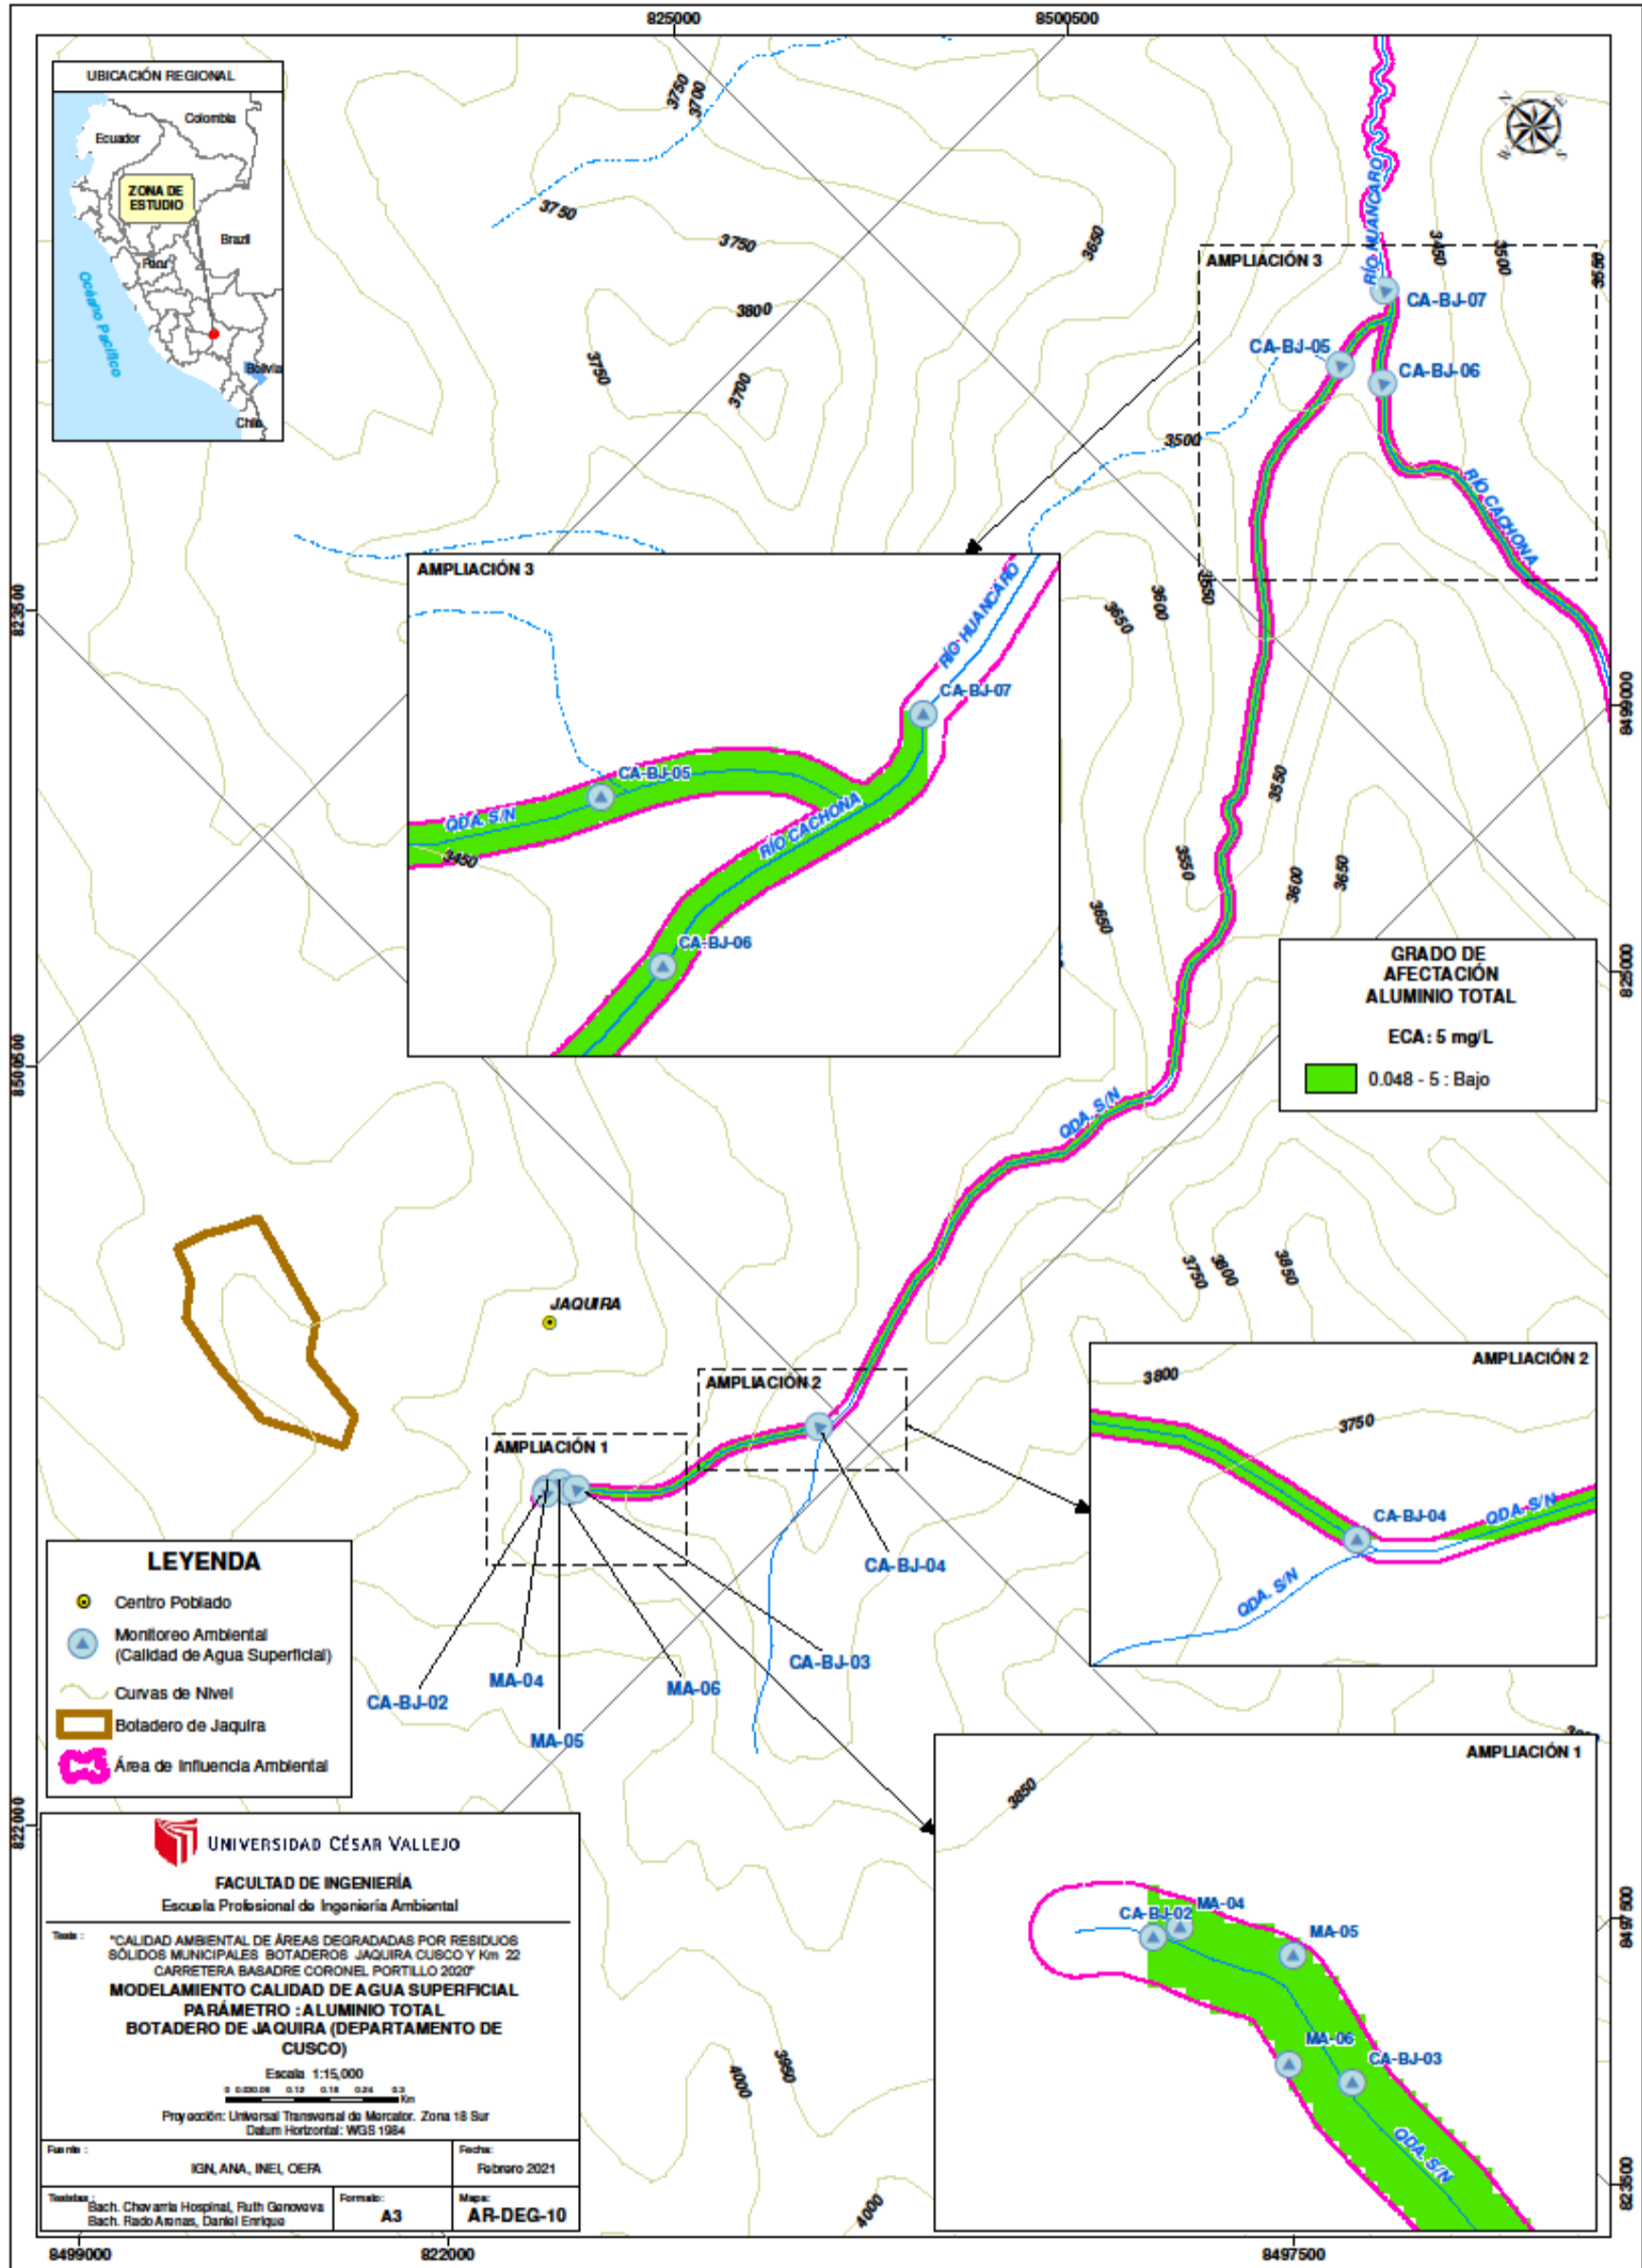 825000
8500500
UBICACIÓN REGIONAL
Colombia
Ecuador
ZONA DE
ESTUDIO
Brazil
Perú
Océano Pacífico
Bolivia
Chile
N
E
W
S
3750
3700
3750
3750
3650
3800
3750
3700
RÍO HUANCARO
3450
3500
3550
AMPLIACIÓN 3
CA-BJ-07
CA-BJ-05
CA-BJ-06
3500
RÍO CACHONA
AMPLIACIÓN 3
RÍO HUANCARO
CA-BJ-07
CA-BJ-05
QDA. S/N
3450
RÍO CACHONA
CA-BJ-06
3550
3600
3650
823500
8499000
3550
3550
3600
3650
3650
GRADO DE
AFECTACIÓN
ALUMINIO TOTAL
ECA: 5 mg/L
0.048 - 5 : Bajo
825000
8500500
QDA. S/N
3750
3800
3850
JAQUIRA
AMPLIACIÓN 2
AMPLIACIÓN 1
CA-BJ-04
CA-BJ-03
MA-06
MA-04
CA-BJ-02
MA-05
AMPLIACIÓN 2
3800
3750
CA-BJ-04
QDA. S/N
QDA. S/N
LEYENDA
Centro Poblado
Monitoreo Ambiental
(Calidad de Agua Superficial)
Curvas de Nivel
Botadero de Jaquira
Área de Influencia Ambiental
AMPLIACIÓN 1
3850
MA-04
CA-BJ-02
MA-05
MA-06
CA-BJ-03
QDA. S/N
822000
8497500
823500
UNIVERSIDAD CÉSAR VALLEJO
FACULTAD DE INGENIERÍA
Escuela Profesional de Ingeniería Ambiental
Tesis :
"CALIDAD AMBIENTAL DE ÁREAS DEGRADADAS POR RESIDUOS
SÓLIDOS MUNICIPALES BOTADEROS JAQUIRA CUSCO Y Km 22
CARRETERA BASADRE CORONEL PORTILLO 2020"
MODELAMIENTO CALIDAD DE AGUA SUPERFICIAL
PARÁMETRO : ALUMINIO TOTAL
BOTADERO DE JAQUIRA (DEPARTAMENTO DE
CUSCO)
Escala 1:15,000
0.12 0.18 0.24 0.3
Km
Proyección: Universal Transversal de Mercator. Zona 18 Sur
Datum Horizontal: WGS 1984
Fuente :
IGN, ANA, INEI, OEFA
Fecha:
Febrero 2021
Tesistas :
Bach. Chavarria Hospinal, Ruth Genoveva
Bach. Rado Arenas, Daniel Enrique
Formato:
A3
Mapa:
AR-DEG-10
4000
3950
4000
8499000
822000
8497500